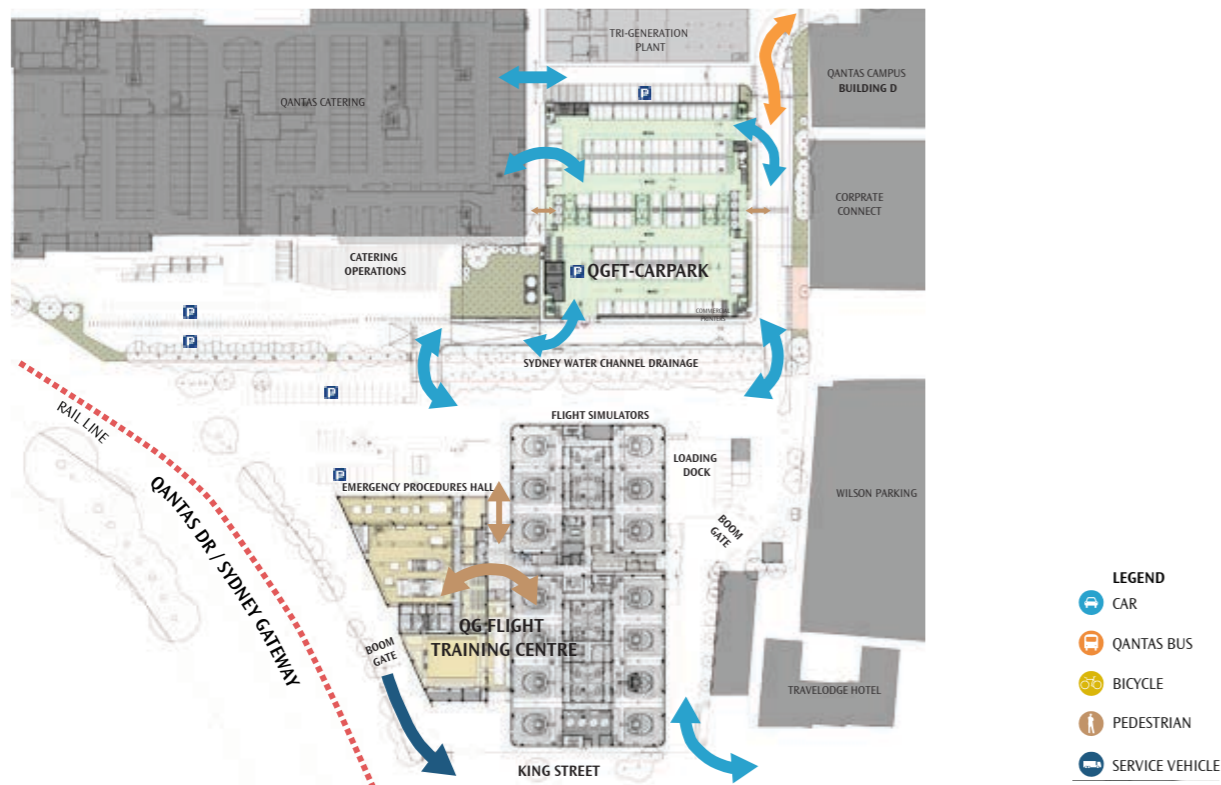 TRI-GENERATION
PLANT
QANTAS CAMPUS
BUILDING D
P
QANTAS CATERING
CORPRATE
CONNECT
CATERING
OPERATIONS
P QGFT-CARPARK
P
COMMERCIAL
PRINTERS
P
SYDNEY WATER CHANNEL DRAINAGE
P
RAIL LINE
FLIGHT SIMULATORS
LOADING
DOCK
P
EMERGENCY PROCEDURES HALL
WILSON PARKING
QANTAS DR / SYDNEY GATEWAY
BOOM
GATE
QG FLIGHT
TRAINING CENTRE
BOOM
GATE
TRAVELODGE HOTEL
KING STREET
LEGEND
CAR
QANTAS BUS
BICYCLE
PEDESTRIAN
SERVICE VEHICLE